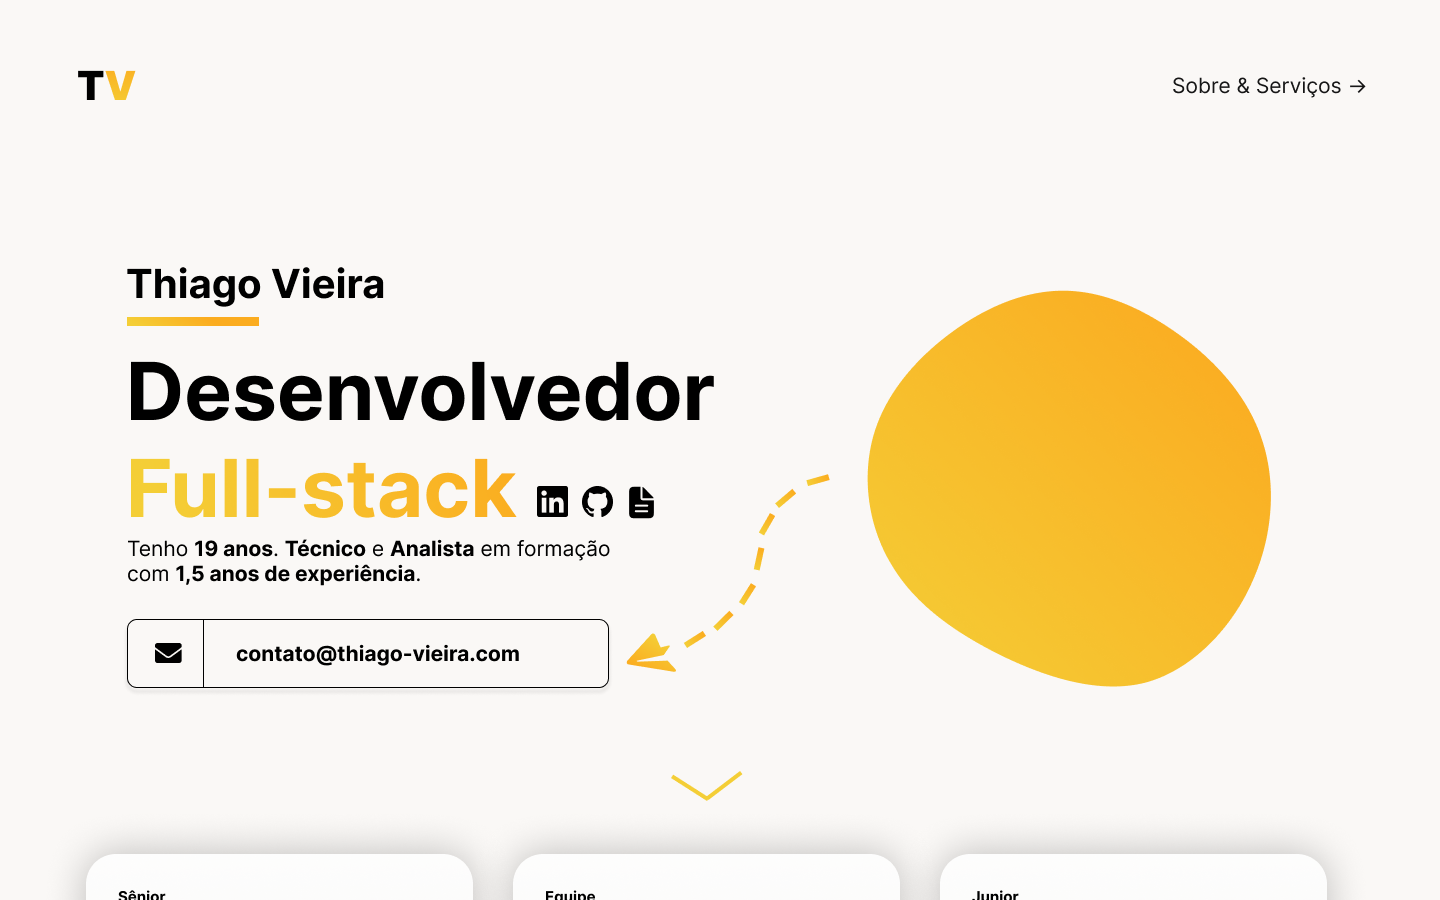 TV
Sobre & Serviços →
Thiago Vieira
Desenvolvedor
Full-stack
Tenho 19 anos. Técnico e Analista em formação
com 1,5 anos de experiência.
contato@thiago-vieira.com
Sênior
Equipe
Junior